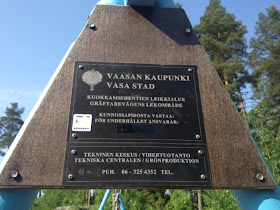 VAASAN KAUPUNKI
VASA STAD
KUOKKAMIEHENTIEN LEIKKIALUE
GRÄFTAREVÄGENS LEKOMRÅDE
KUNNOSSAPIDOSTA VASTAA:
FÖR UNDERHÅLLET ANSVARAR:
TEKNINEN KESKUS / VIHERTUOTANTO
TEKNISKA CENTRALEN / GRÖNPRODUKTION
PUH. 06 - 325 4352 TEL.